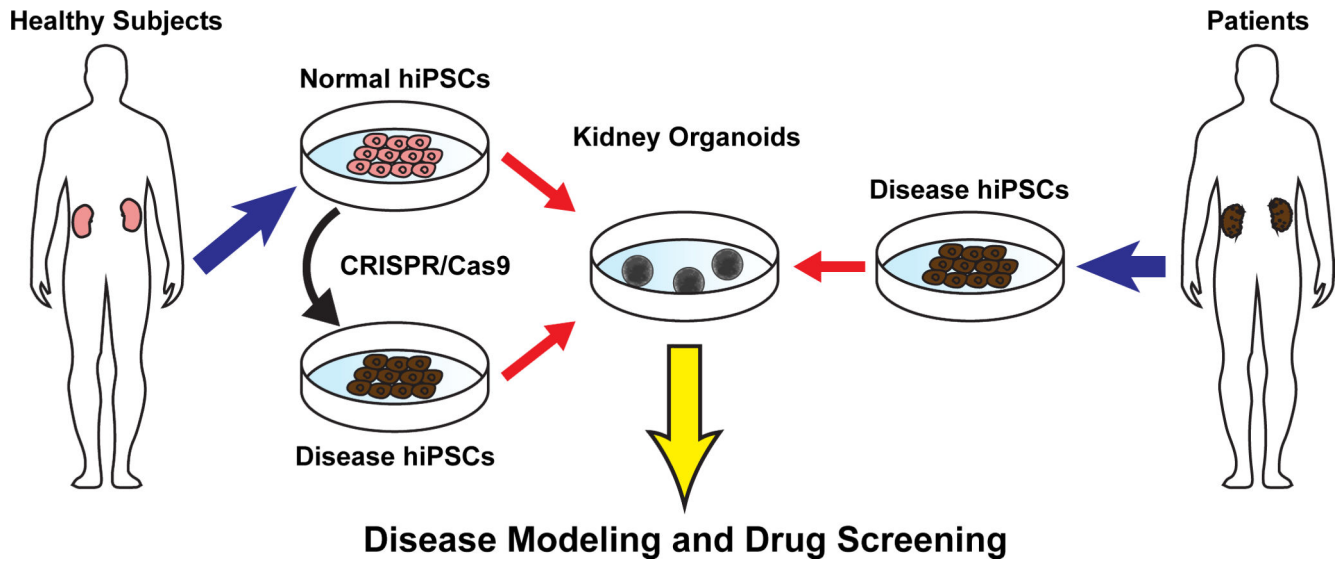 Healthy Subjects
Patients
Normal hiPSCs
Kidney Organoids
Disease hiPSCs
CRISPR/Cas9
Disease hiPSCs
Disease Modeling and Drug Screening